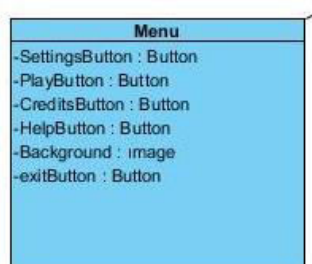 Menu
-SettingsButton : Button
-PlayButton : Button
-CreditsButton : Button
-HelpButton : Button
-Background : image
-exitButton : Button